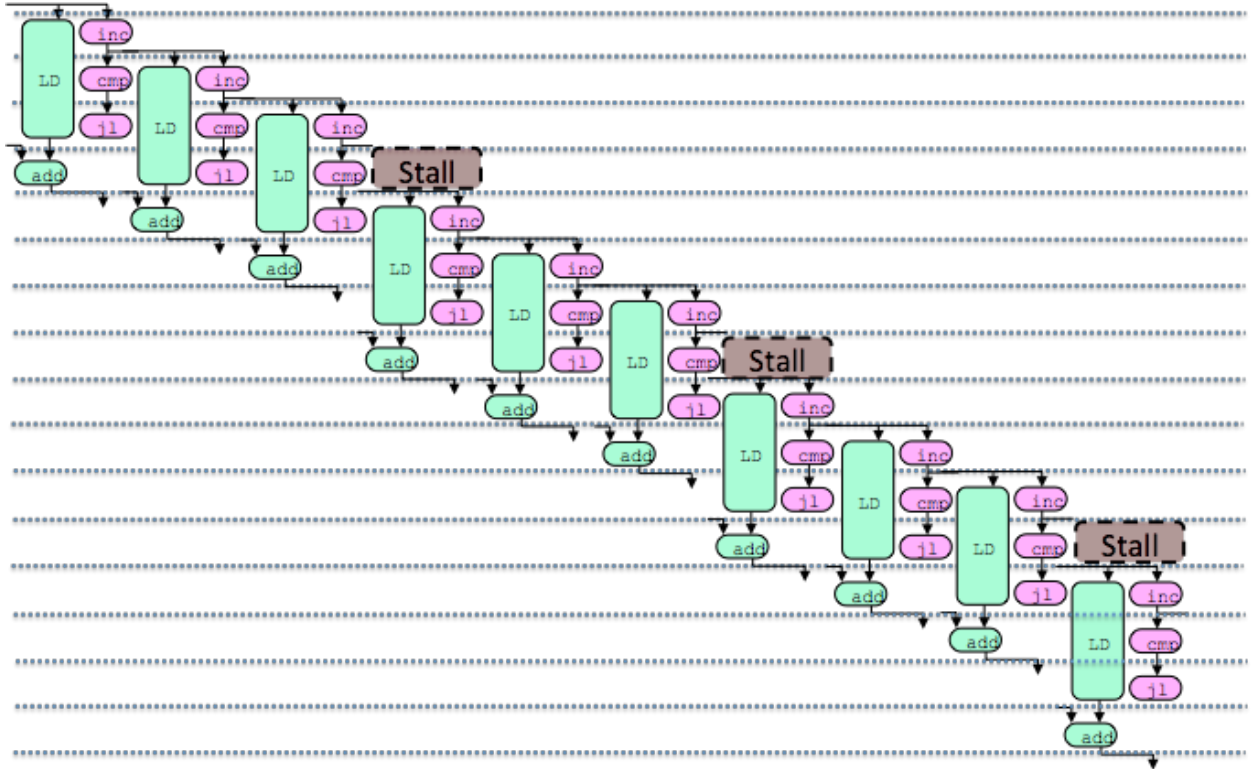 inc
LD cmp inc
jl LD cmp inc
add jl LD cmp Stall
add jl inc
add LD cmp inc
jl LD cmp inc
add jl LD cmp Stall
add jl inc
add LD cmp inc
jl LD cmp inc
add jl LD cmp Stall
add jl inc
add LD cmp
jl
add